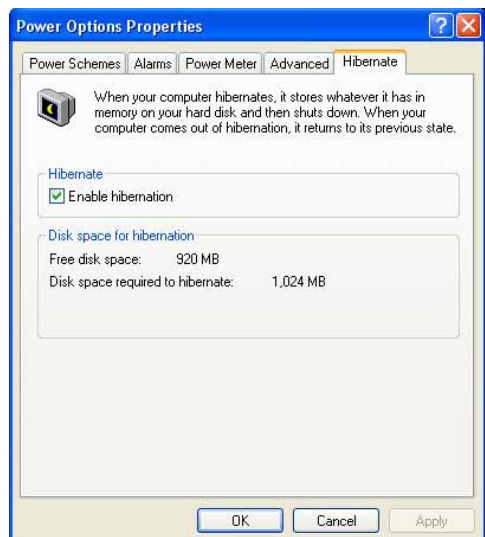 Power Options Properties
Power Schemes Alarms Power Meter Advanced Hibernate
When your computer hibernates, it stores whatever it has in
memory on your hard disk and then shuts down. When your
computer comes out of hibernation, it returns to its previous state.
Hibernate
Enable hibernation
Disk space for hibernation
Free disk space: 920 MB
Disk space required to hibernate: 1,024 MB
OK Cancel Apply